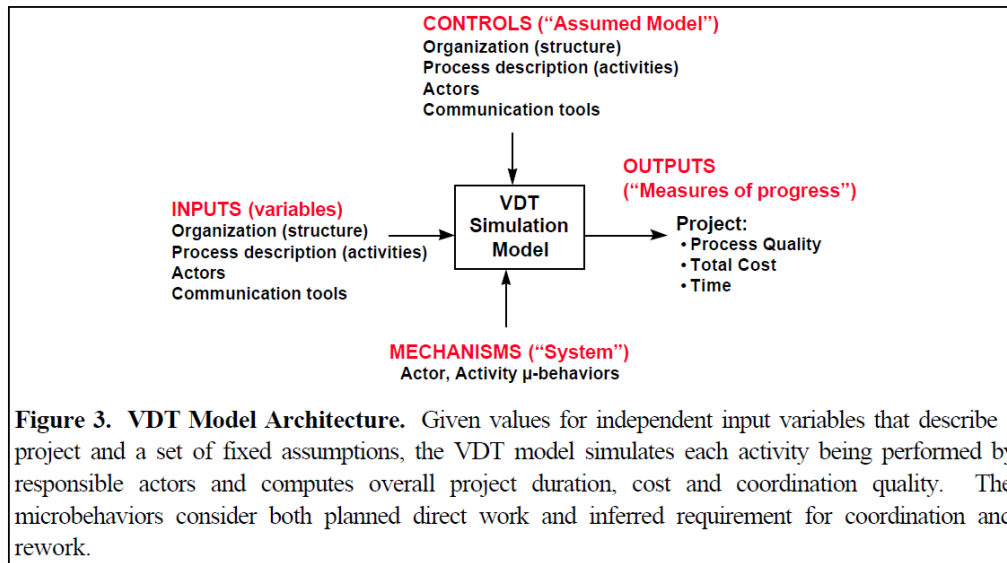 CONTROLS (“Assumed Model”)
Organization (structure)
Process description (activities)
Actors
Communication tools
OUTPUTS
(“Measures of progress”)
INPUTS (variables)
Organization (structure)
Process description (activities)
Actors
Communication tools
VDT
Simulation
Model
Project:
• Process Quality
• Total Cost
• Time
MECHANISMS (“System”)
Actor, Activity µ-behaviors
Figure 3. VDT Model Architecture. Given values for independent input variables that describe
project and a set of fixed assumptions, the VDT model simulates each activity being performed by
responsible actors and computes overall project duration, cost and coordination quality. The
microbehaviors consider both planned direct work and inferred requirement for coordination and
rework.